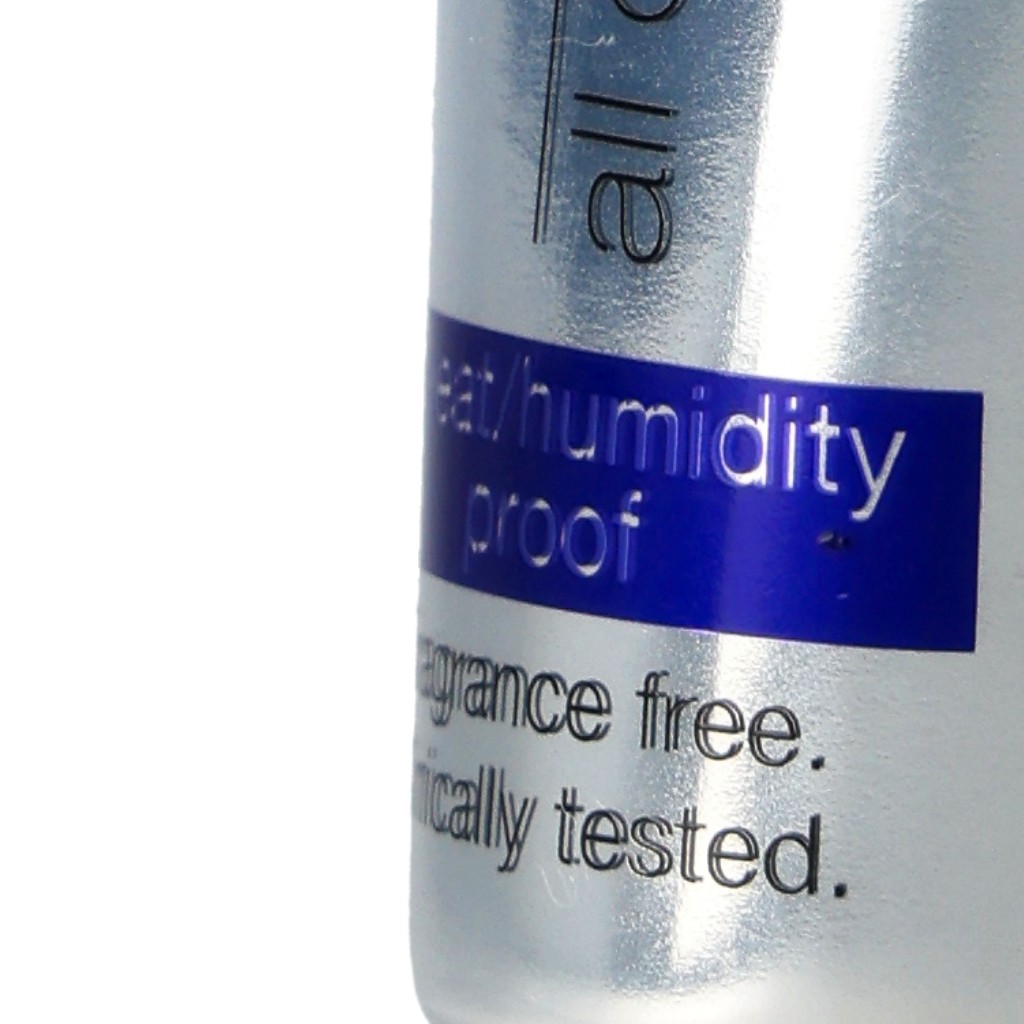 all
eat/humidity
proof
agrance free.
ically tested.